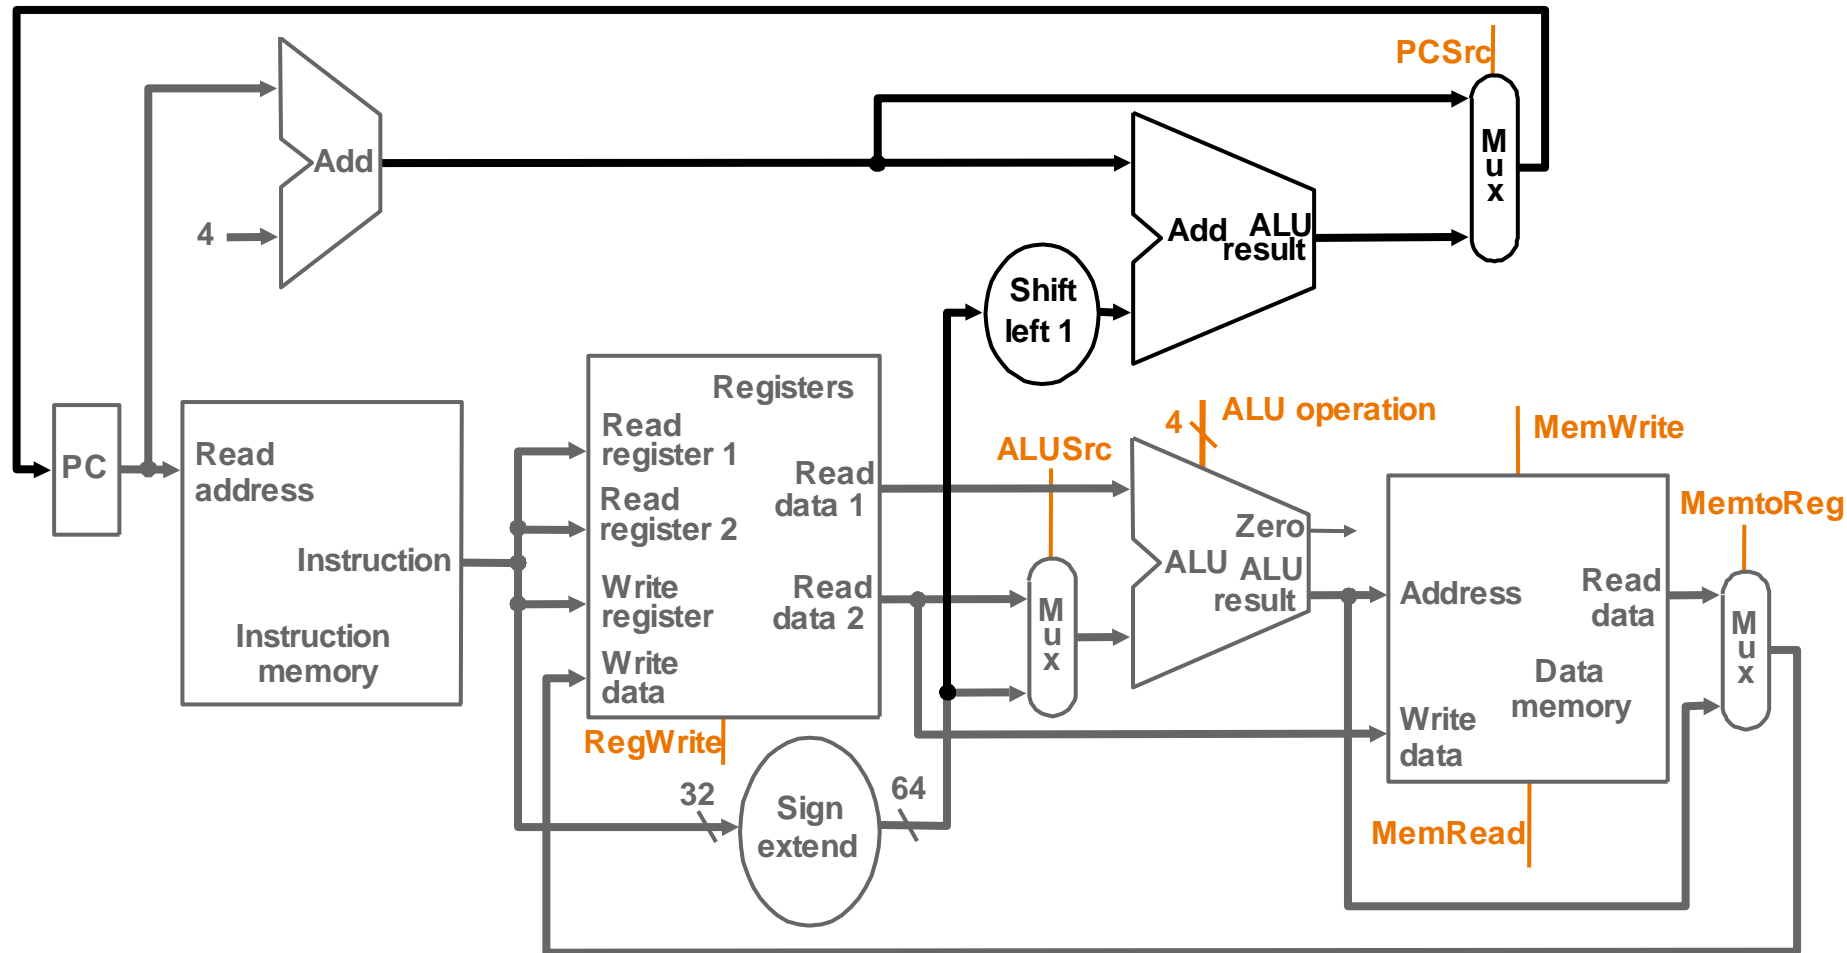 PCSrc
M
u
x
Add
4
Add
ALU
result
Shift
left 1
PC
Read
address
Instruction
Instruction
memory
Registers
Read
register 1
Read
register 2
Write
register
Write
data
Read
data 1
Read
data 2
RegWrite
32
Sign
extend
64
ALUSrc
M
u
x
4
ALU operation
Zero
ALU
ALU
result
MemWrite
Address
Read
data
Data
memory
Write
data
MemRead
MemtoReg
M
u
x